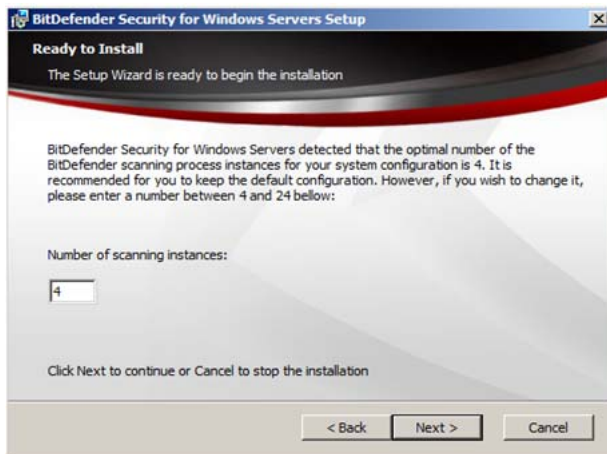 BitDefender Security for Windows Servers Setup
Ready to Install
The Setup Wizard is ready to begin the installation
BitDefender Security for Windows Servers detected that the optimal number of the
BitDefender scanning process instances for your system configuration is 4. It is
recommended for you to keep the default configuration. However, if you wish to change it,
please enter a number between 4 and 24 bellow:
Number of scanning instances:
4
Click Next to continue or Cancel to stop the installation
< Back Next > Cancel